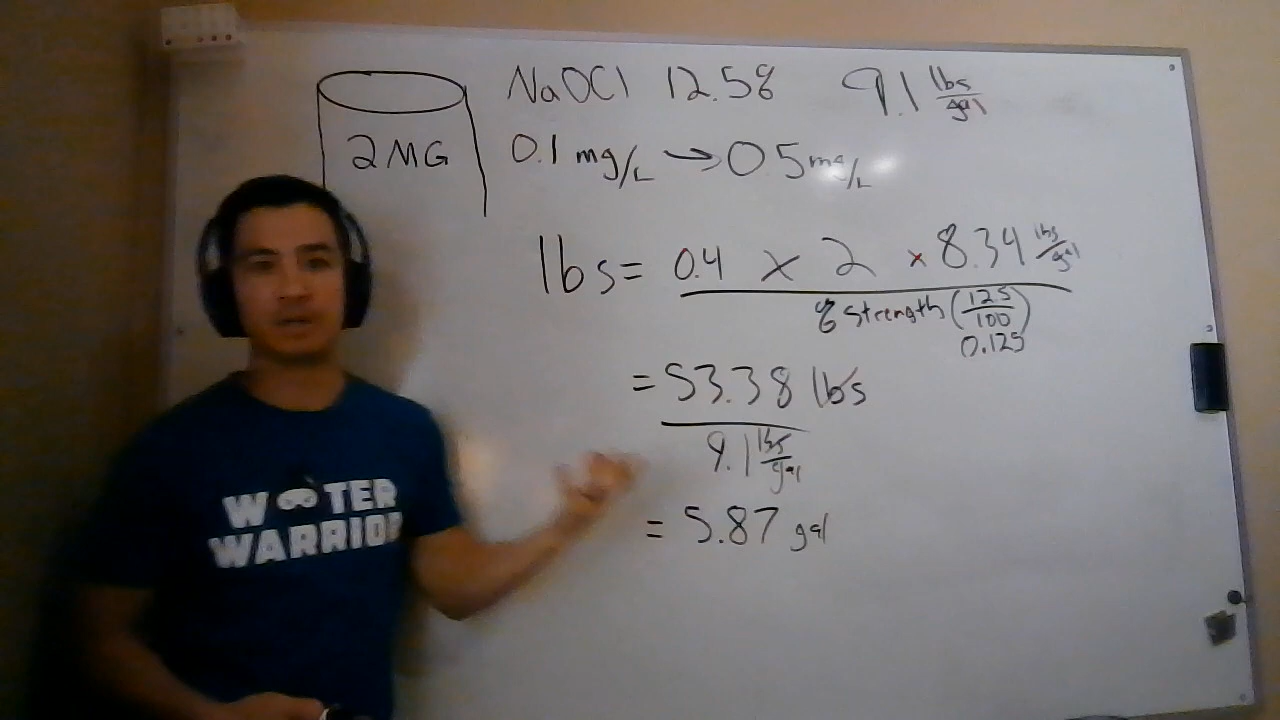 NaOCl 12.5% 9.1 lbs/gal
2MG
0.1 mg/L → 0.5 mg/L
lbs = 0.4 x 2 x 8.34 lbs/gal
% strength (12.5/100)
0.125
= 53.38 lbs
9.1 lbs/gal
= 5.87 gal
WATER
WARRIOR